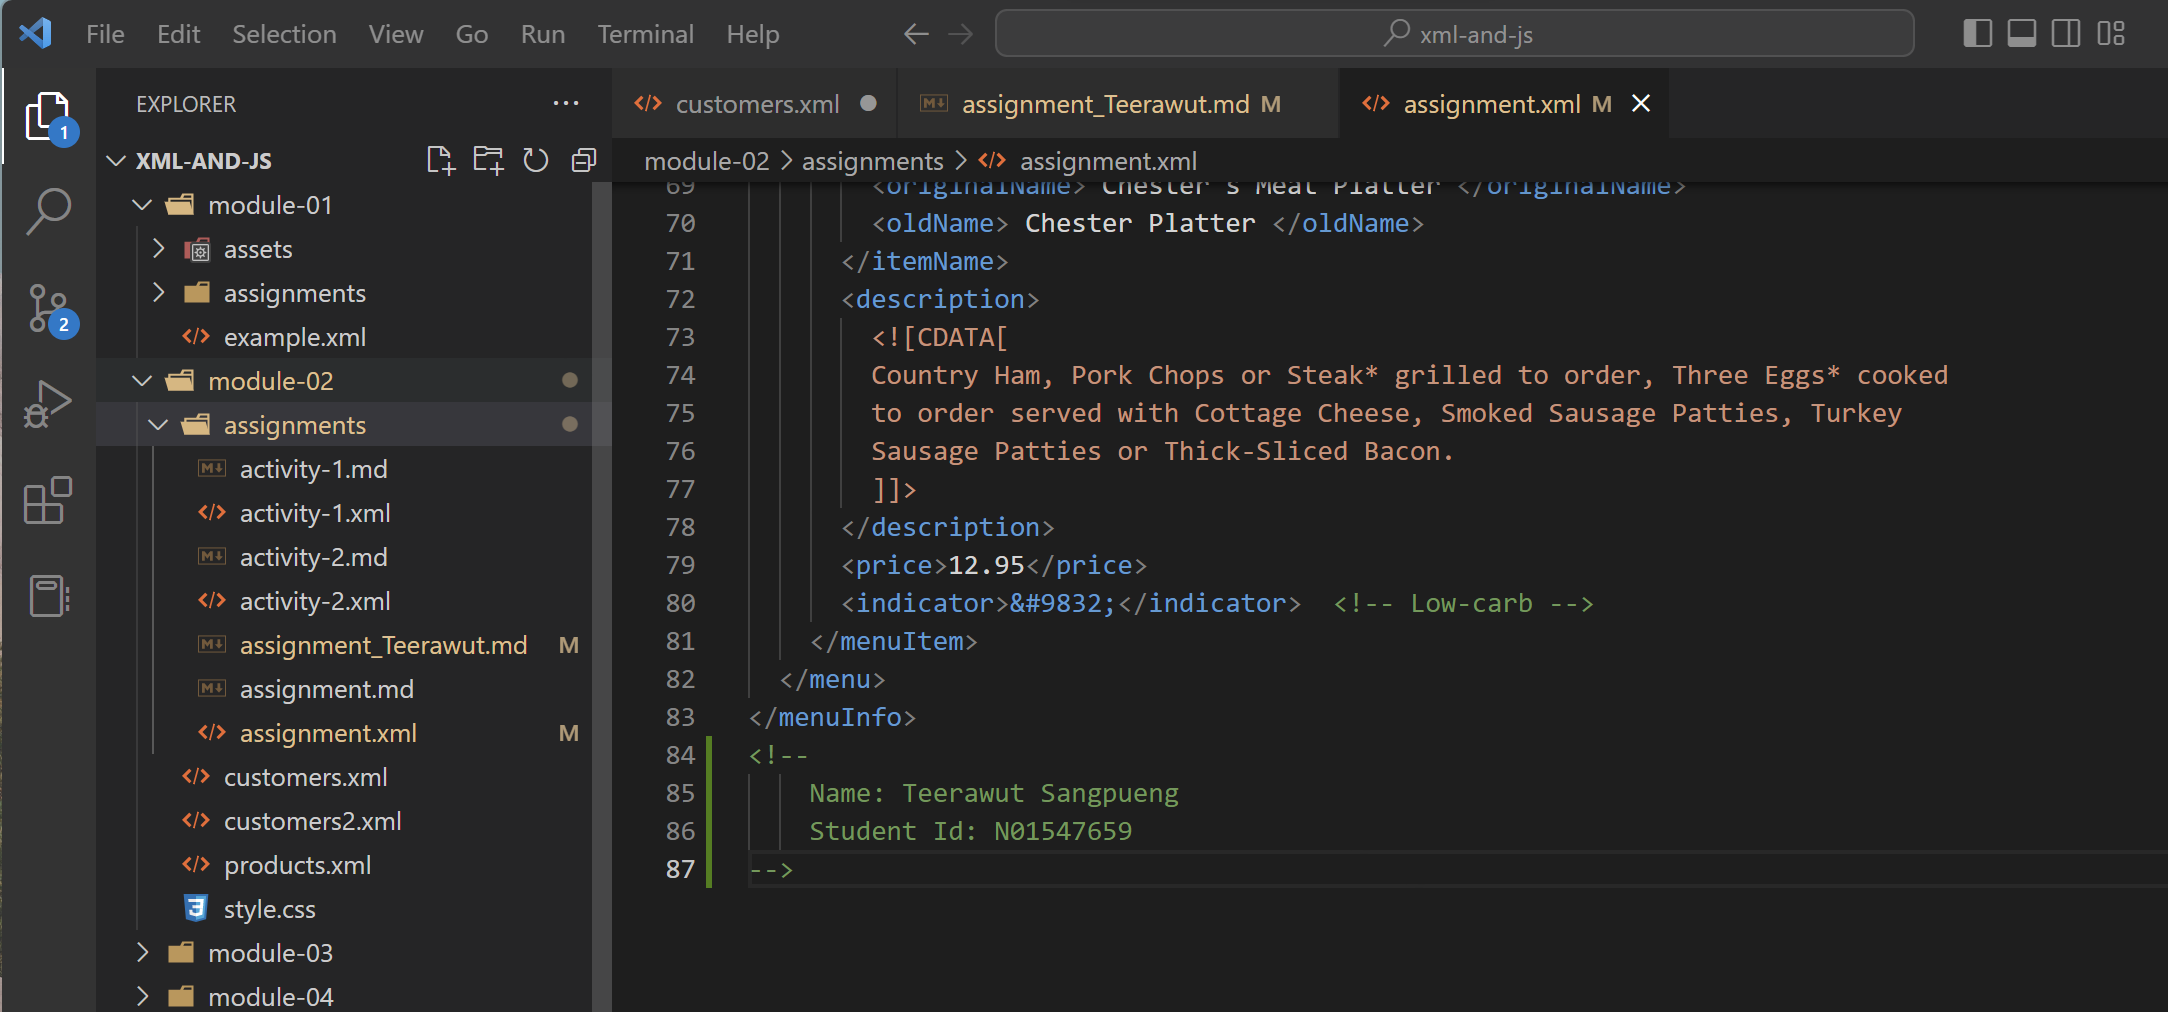 File Edit Selection View Go Run Terminal Help
xml-and-js
EXPLORER
XML-AND-JS
module-01
assets
assignments
example.xml
module-02
assignments
M↓ activity-1.md
activity-1.xml
M↓ activity-2.md
activity-2.xml
M↓ assignment_Teerawut.md M
M↓ assignment.md
assignment.xml M
customers.xml
customers2.xml
products.xml
style.css
module-03
module-04
1
2
customers.xml
M↓ assignment_Teerawut.md M
assignment.xml M
module-02 > assignments > assignment.xml
69 <originalName> Chester's Meat Platter </originalName>
70 <oldName> Chester Platter </oldName>
71 </itemName>
72 <description>
73 <![CDATA[
74 Country Ham, Pork Chops or Steak* grilled to order, Three Eggs* cooked
75 to order served with Cottage Cheese, Smoked Sausage Patties, Turkey
76 Sausage Patties or Thick-Sliced Bacon.
77 ]]>
78 </description>
79 <price>12.95</price>
80 <indicator>&#9832;</indicator> <!-- Low-carb -->
81 </menuItem>
82 </menu>
83 </menuInfo>
84 <!--
85 Name: Teerawut Sangpueng
86 Student Id: N01547659
87 -->